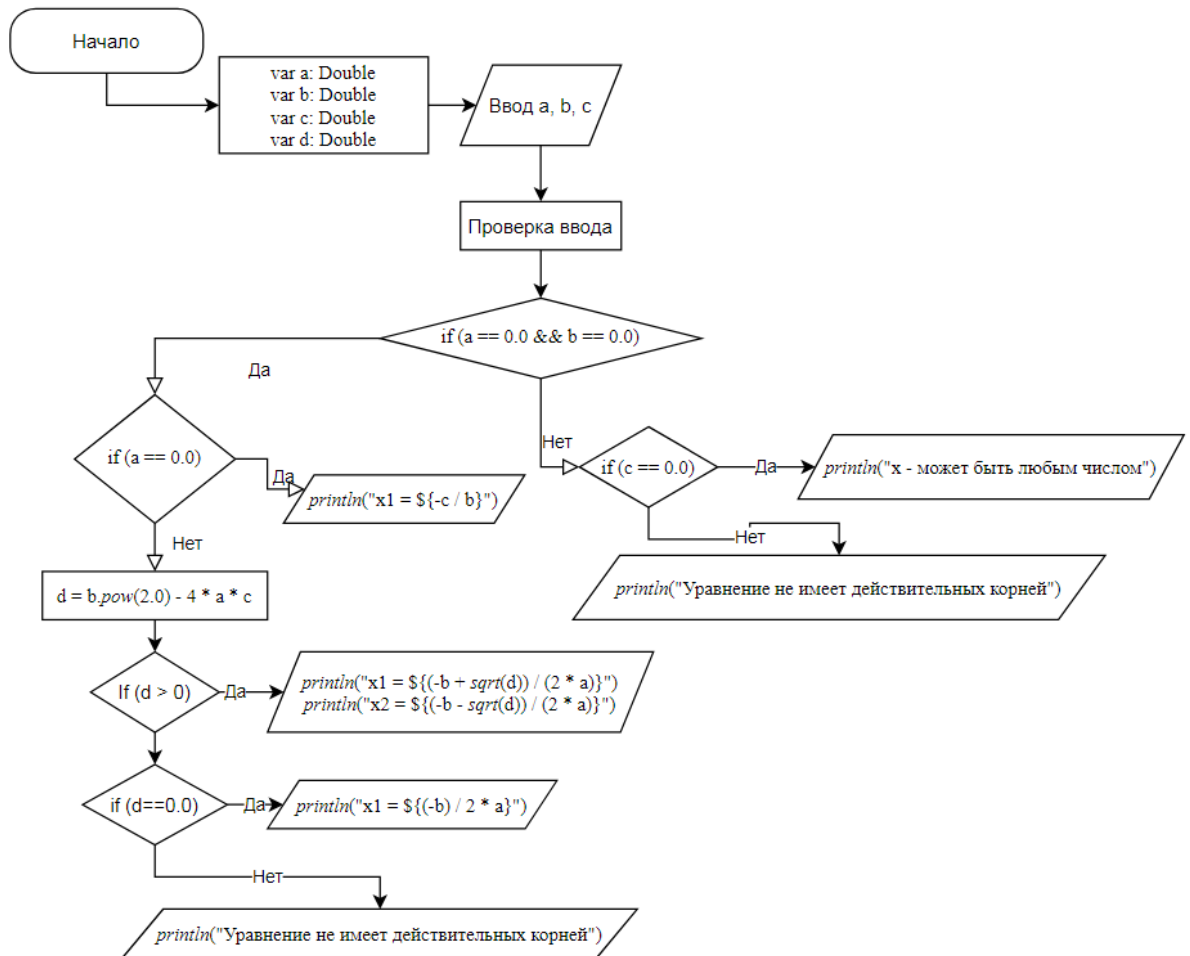 Начало
var a: Double
var b: Double
var c: Double
var d: Double
Ввод a, b, c
Проверка ввода
if (a == 0.0 && b == 0.0)
Да
Нет
if (a == 0.0)
Да
println("x1 = ${-c / b}")
if (c == 0.0)
Да
println("x - может быть любым числом")
Нет
Нет
println("Уравнение не имеет действительных корней")
d = b.pow(2.0) - 4 * a * c
If (d > 0)
Да
println("x1 = ${(-b + sqrt(d)) / (2 * a)}")
println("x2 = ${(-b - sqrt(d)) / (2 * a)}")
if (d==0.0)
Да
println("x1 = ${(-b) / 2 * a}")
Нет
println("Уравнение не имеет действительных корней")